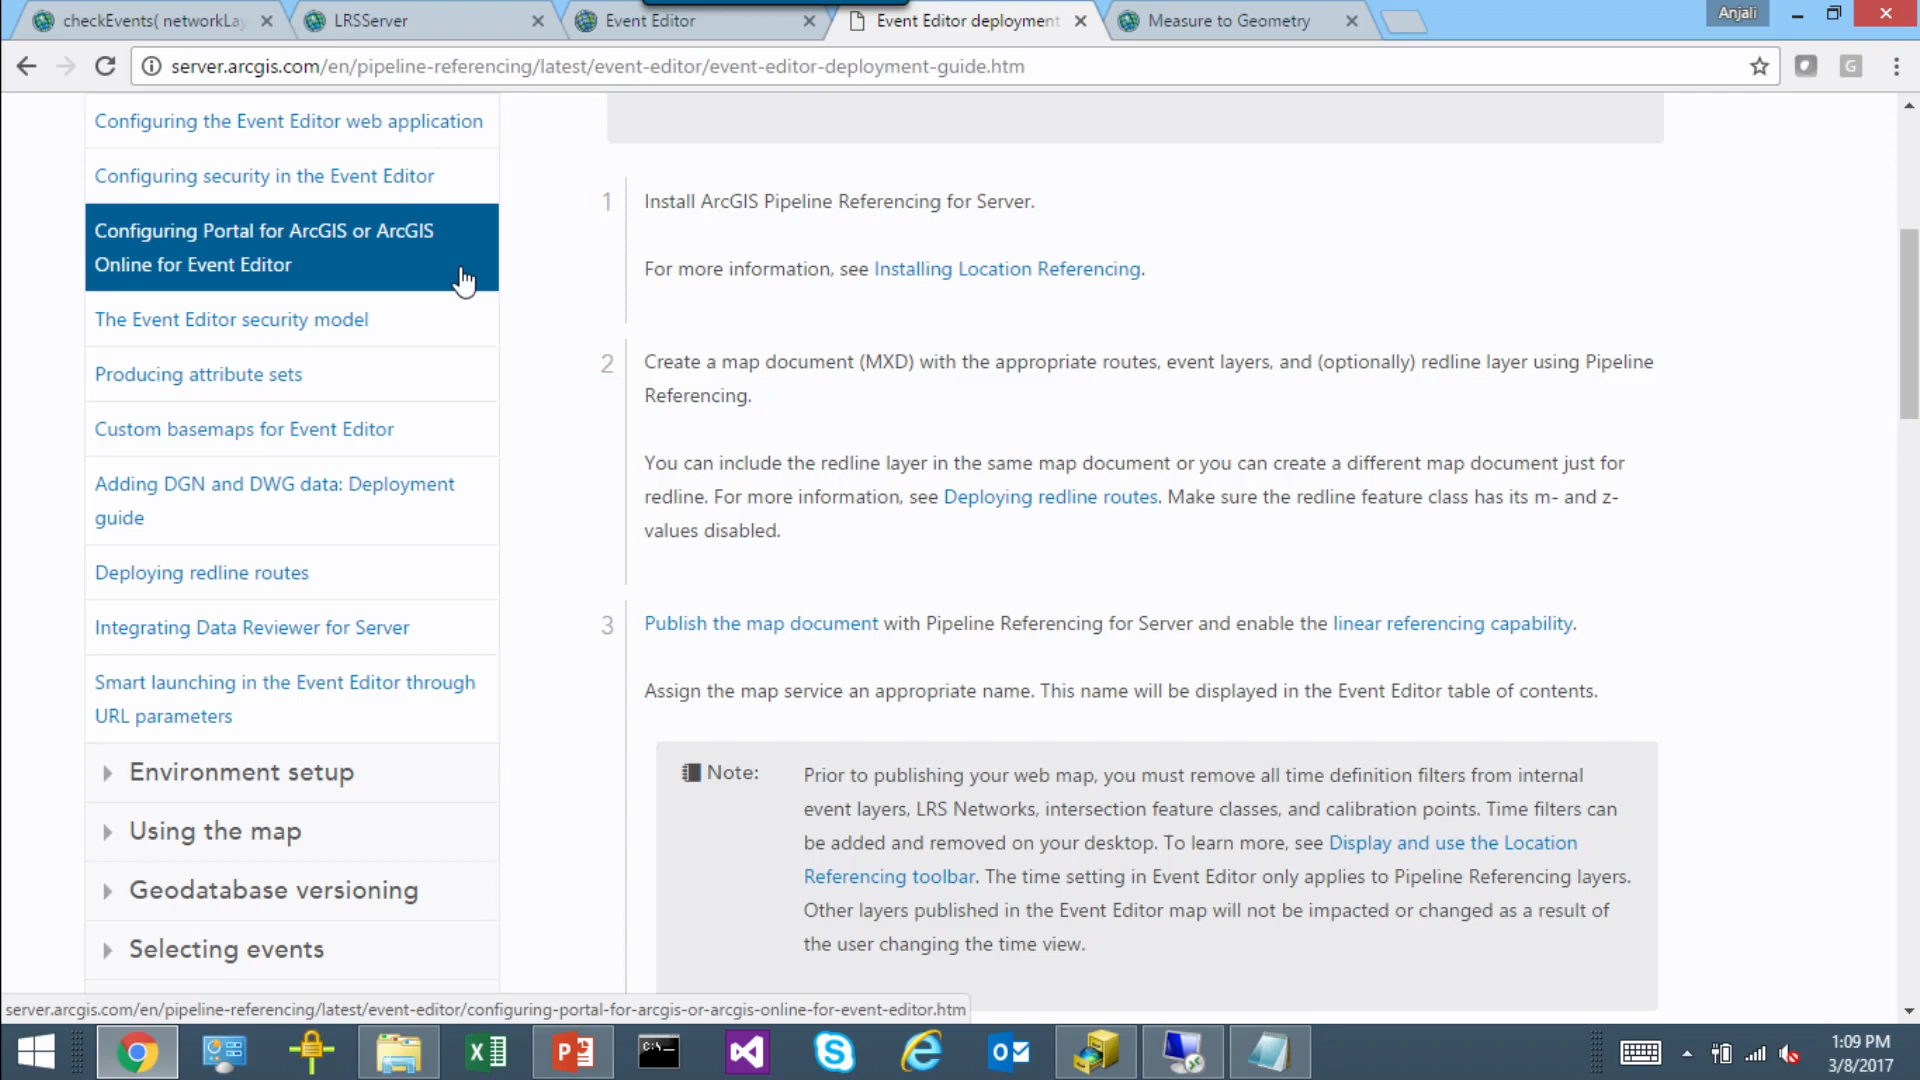 checkEvents( networkLay
LRSServer
Event Editor
Event Editor deployment
Measure to Geometry
Anjali
server.arcgis.com/en/pipeline-referencing/latest/event-editor/event-editor-deployment-guide.htm
G
Configuring the Event Editor web application
Configuring security in the Event Editor
Configuring Portal for ArcGIS or ArcGIS
Online for Event Editor
The Event Editor security model
Producing attribute sets
Custom basemaps for Event Editor
Adding DGN and DWG data: Deployment
guide
Deploying redline routes
Integrating Data Reviewer for Server
Smart launching in the Event Editor through
URL parameters
Environment setup
Using the map
Geodatabase versioning
Selecting events
1 Install ArcGIS Pipeline Referencing for Server.
For more information, see Installing Location Referencing.
2 Create a map document (MXD) with the appropriate routes, event layers, and (optionally) redline layer using Pipeline
Referencing.
You can include the redline layer in the same map document or you can create a different map document just for
redline. For more information, see Deploying redline routes. Make sure the redline feature class has its m- and z-
values disabled.
3 Publish the map document with Pipeline Referencing for Server and enable the linear referencing capability.
Assign the map service an appropriate name. This name will be displayed in the Event Editor table of contents.
Note: Prior to publishing your web map, you must remove all time definition filters from internal
event layers, LRS Networks, intersection feature classes, and calibration points. Time filters can
be added and removed on your desktop. To learn more, see Display and use the Location
Referencing toolbar. The time setting in Event Editor only applies to Pipeline Referencing layers.
Other layers published in the Event Editor map will not be impacted or changed as a result of
the user changing the time view.
server.arcgis.com/en/pipeline-referencing/latest/event-editor/configuring-portal-for-arcgis-or-arcgis-online-for-event-editor.htm
1:09 PM
3/8/2017